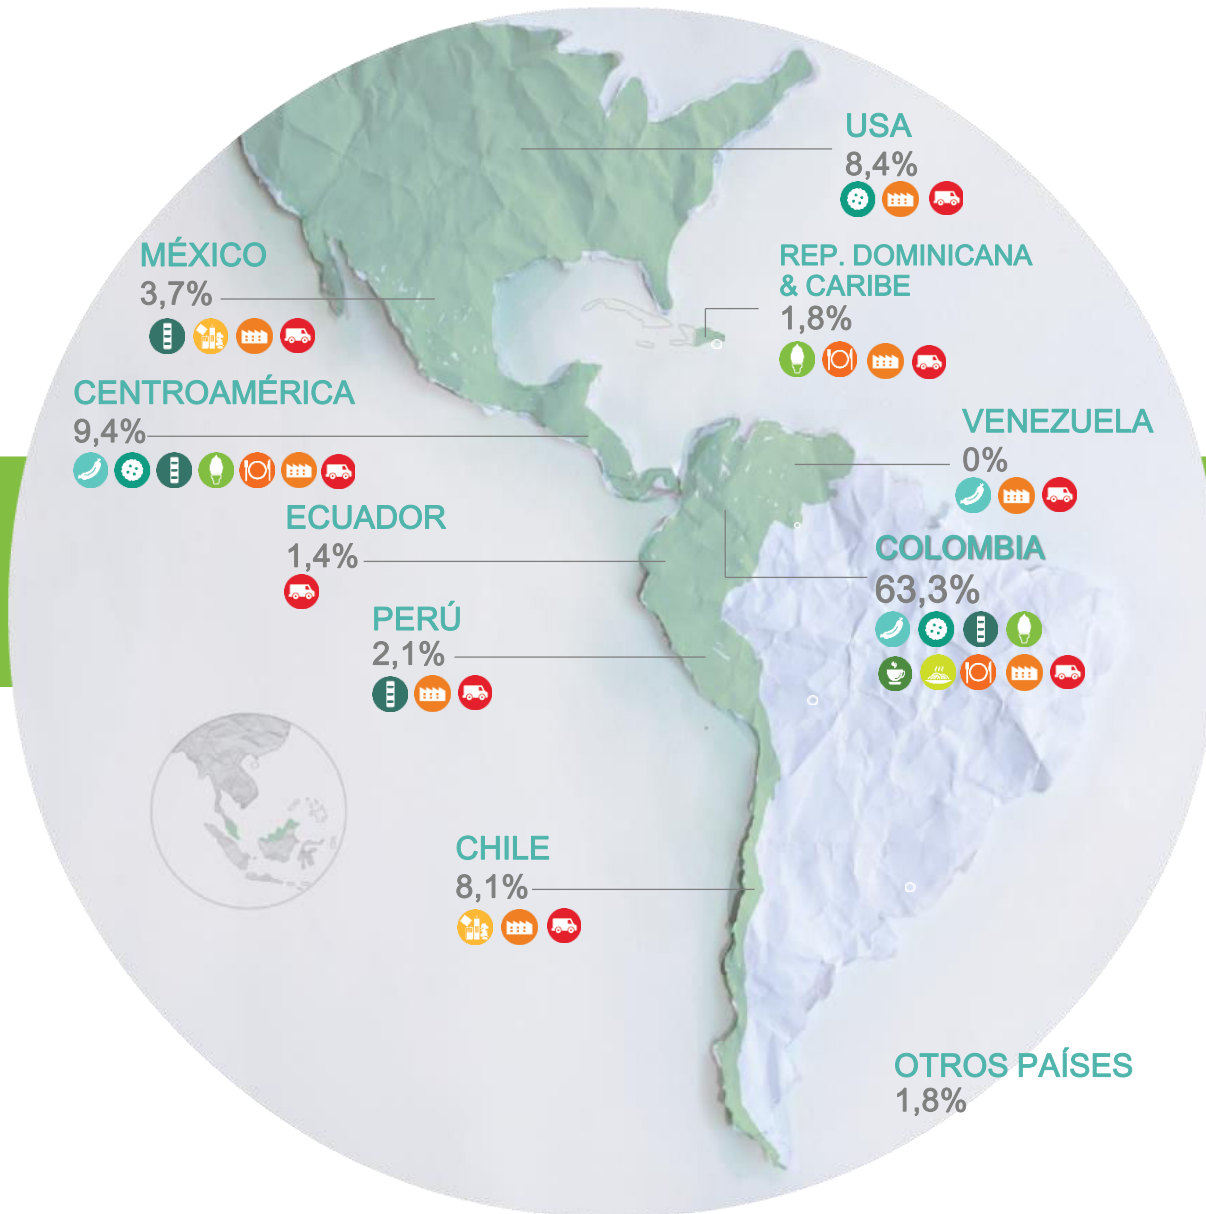 USA
8,4%
MÉXICO
3,7%
REP. DOMINICANA
& CARIBE
1,8%
CENTROAMÉRICA
9,4%
VENEZUELA
0%
ECUADOR
1,4%
COLOMBIA
63,3%
PERÚ
2,1%
CHILE
8,1%
OTROS PAÍSES
1,8%